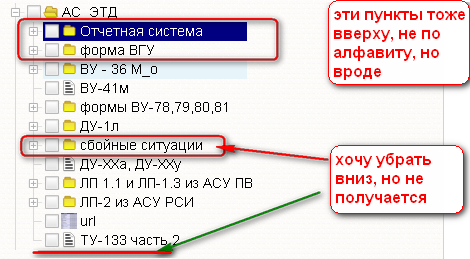 АС_ЭТД
Отчетная система
форма ВГУ
ВУ - 36 М_о
ВУ-41м
формы ВУ-78,79,80,81
ДУ-1л
сбойные ситуации
ДУ-ХХа, ДУ-ХХу
ЛП 1.1 и ЛП-1.3 из АСУ ПВ
ЛП-2 из АСУ РСИ
url
ТУ-133 часть 2
эти пункты тоже
вверху, не по
алфавиту, но
вроде
хочу убрать
вниз, но не
получается